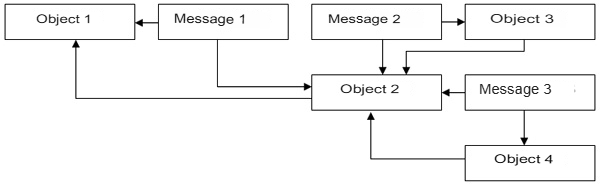 Object 1
Message 1
Message 2
Object 3
Object 2
Message 3
Object 4